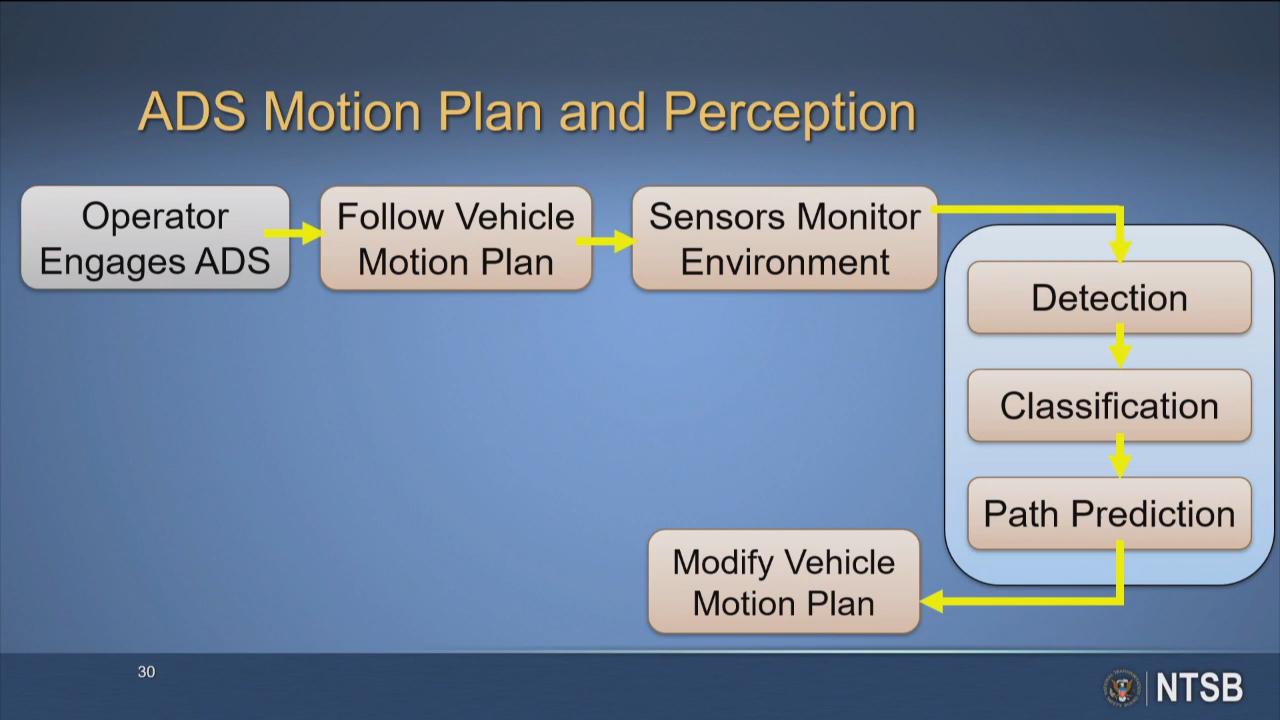 ADS Motion Plan and Perception
Operator
Engages ADS
Follow Vehicle
Motion Plan
Sensors Monitor
Environment
Detection
Classification
Path Prediction
Modify Vehicle
Motion Plan
30
NTSB